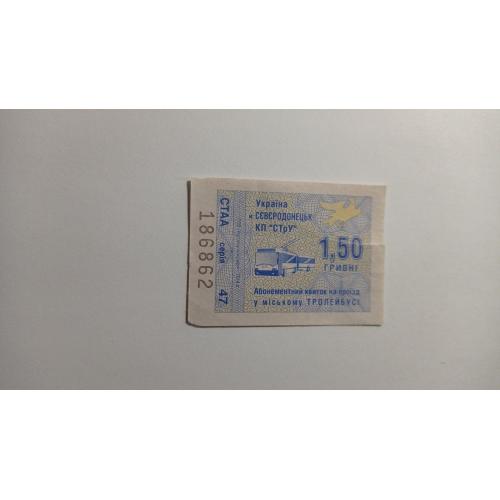 Україна
м СЄВЄРОДОНЕЦЬК
КП "СТрУ"
1,50
ГРИВНІ
Абонементний квиток на проїзд
у міському ТРОЛЕЙБУСІ
СТАА серія 47
186862